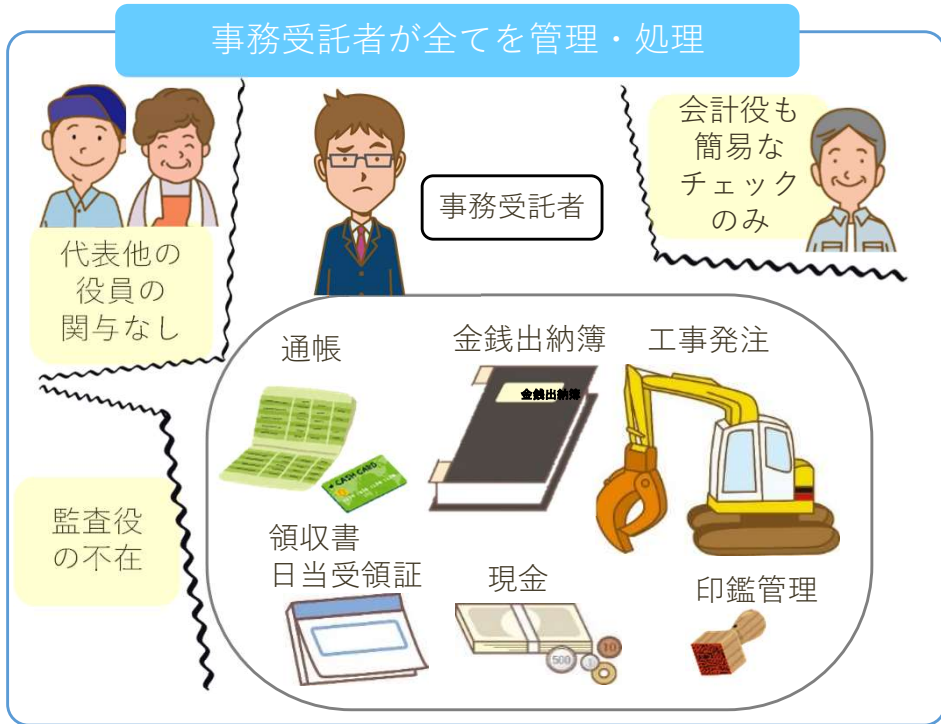 事務受託者が全てを管理・処理
代表他の
役員の
関与なし
事務受託者
会計役も
簡易な
チェック
のみ
通帳
金銭出納簿
工事発注
金銭出納簿
CASH CARD
監査役
の不在
領収書
日当受領証
現金
印鑑管理
500
1
10